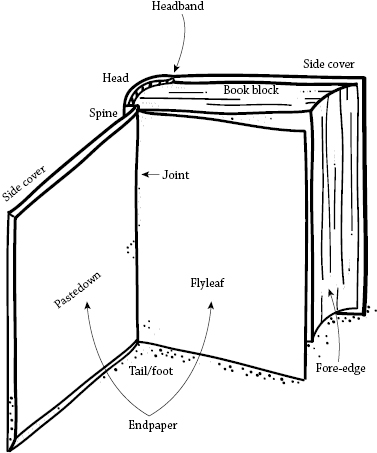 Headband
Side cover
Head
Book block
Spine
Side cover
Joint
Pastedown
Flyleaf
Tail/foot
Fore-edge
Endpaper